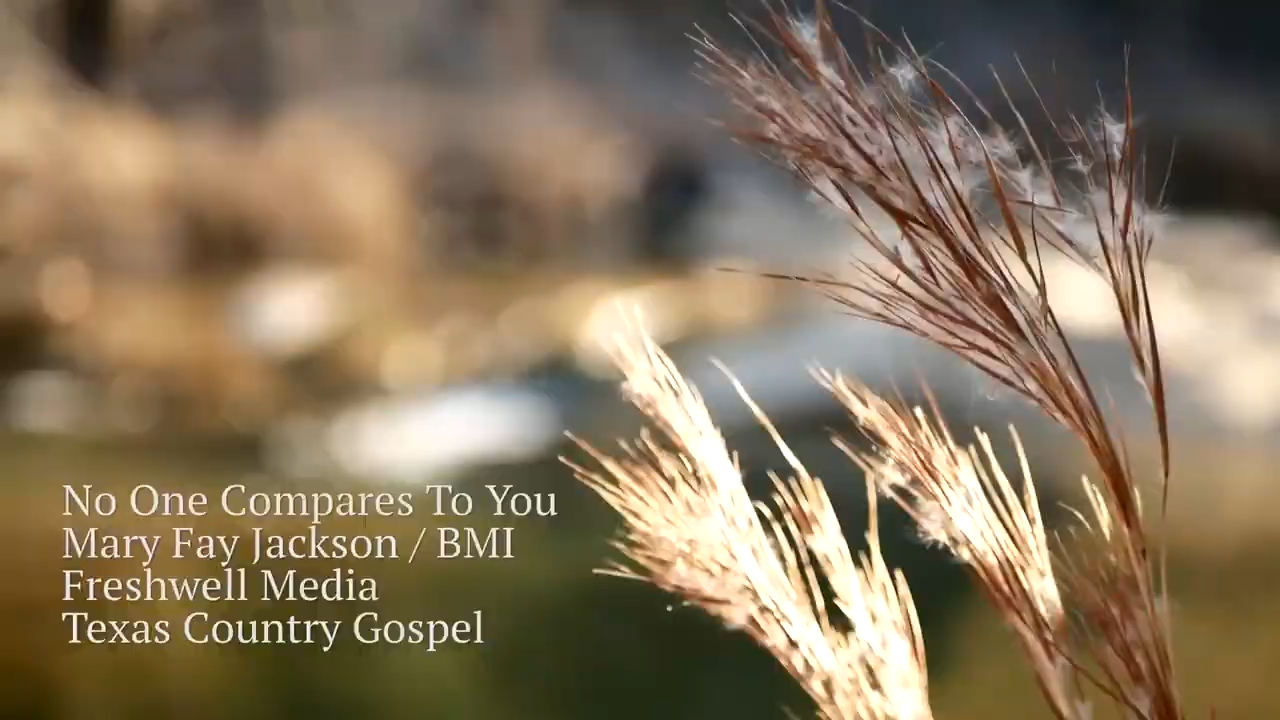 No One Compares To You
Mary Fay Jackson / BMI
Freshwell Media
Texas Country Gospel